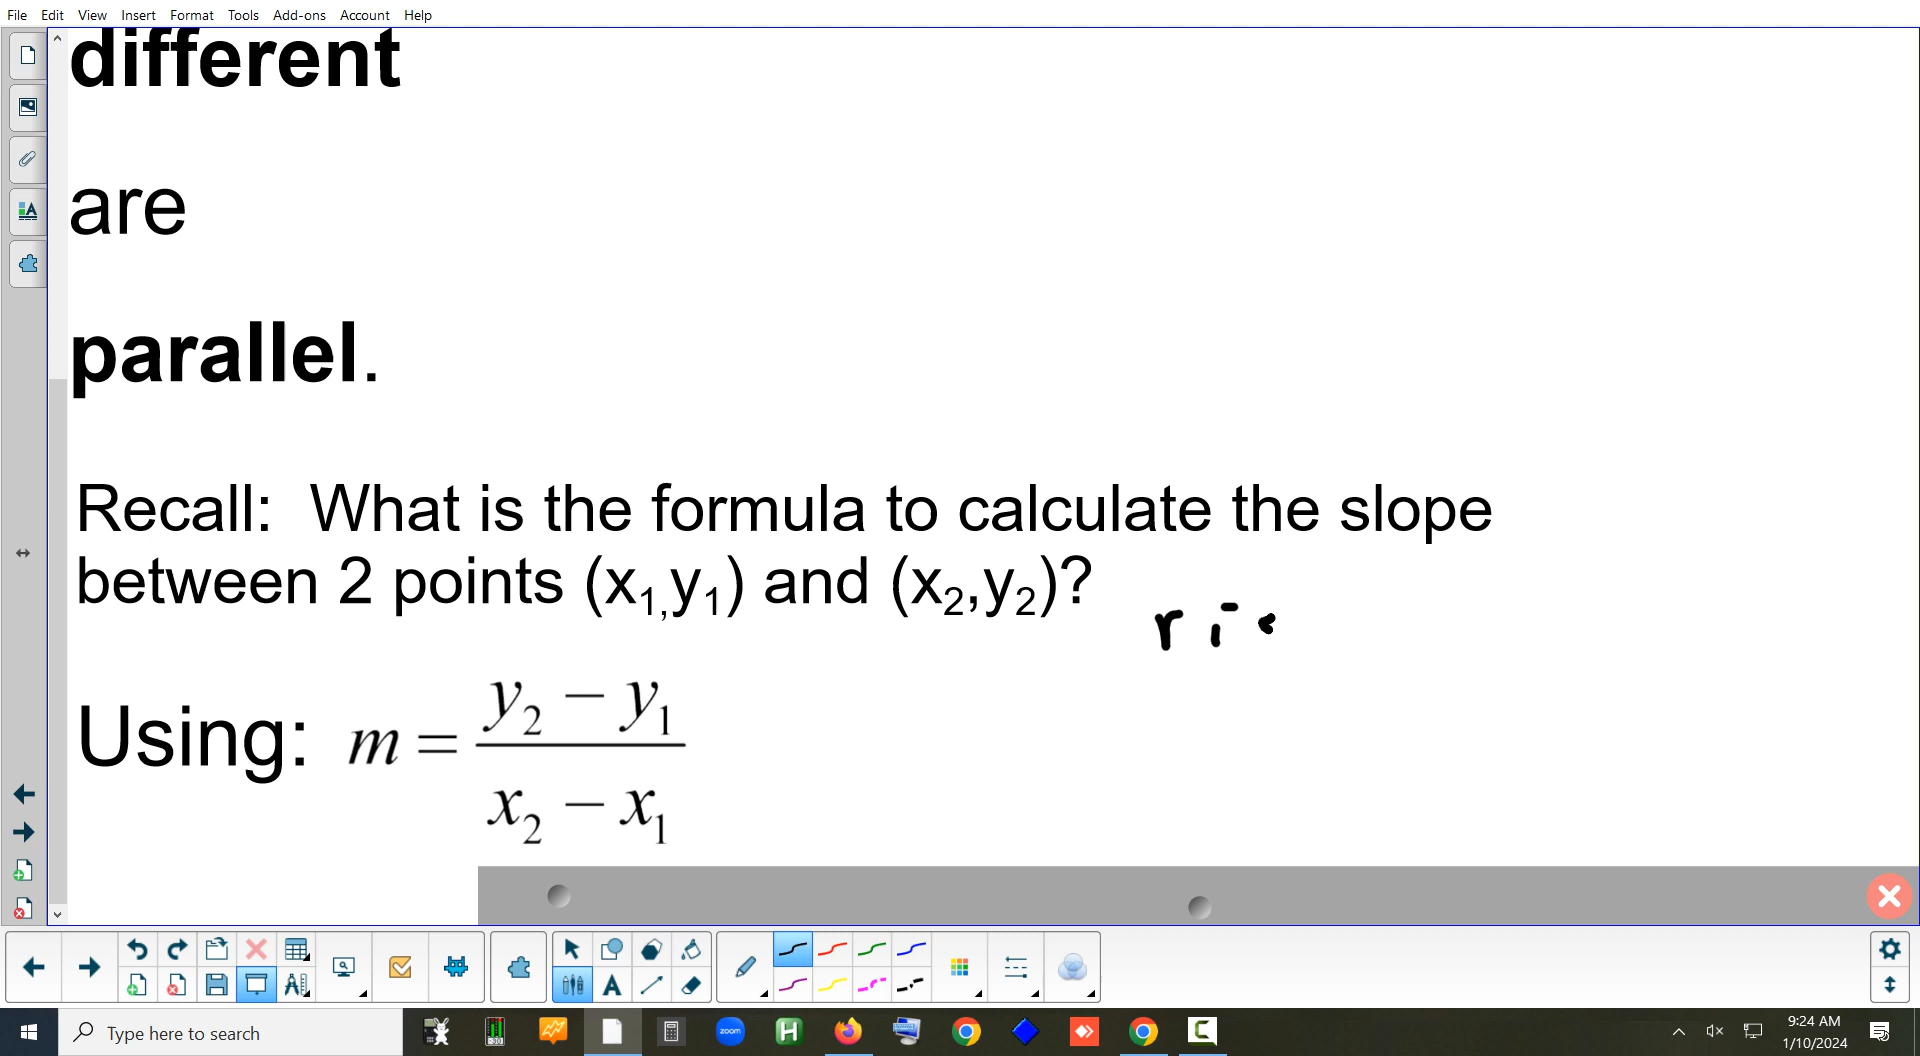 File Edit View Insert Format Tools Add-ons Account Help
different
are
parallel.
Recall: What is the formula to calculate the slope
between 2 points (x₁,y₁) and (x₂,y₂)?
r i
Using: m = (y₂ − y₁)/(x₂ − x₁)
Type here to search
zoom
H
9:24 AM
1/10/2024